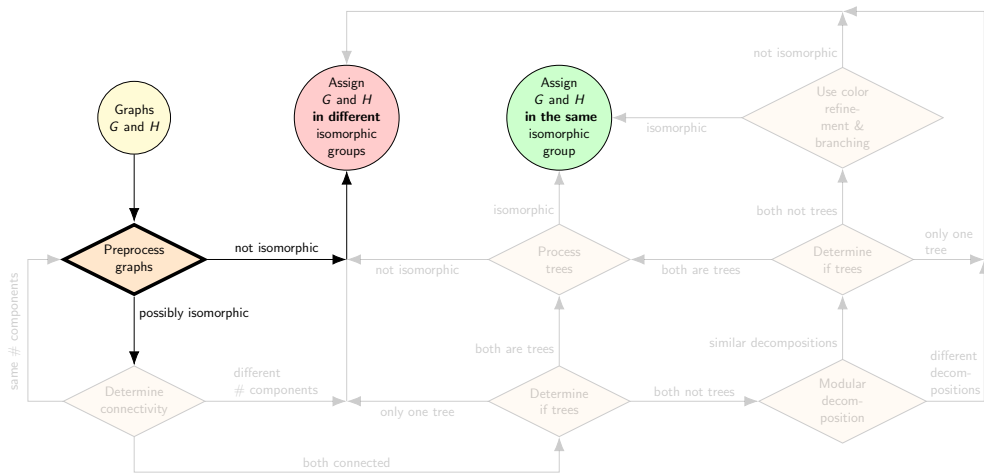 not isomorphic
Graphs
G and H
Assign
G and H
in different
isomorphic
groups
Assign
G and H
in the same
isomorphic
group
isomorphic
Use color
refine-
ment &
branching
isomorphic
both not trees
Preprocess
graphs
not isomorphic
not isomorphic
Process
trees
both are trees
Determine
if trees
only one
tree
same # components
possibly isomorphic
both are trees
similar decompositions
different
decom-
positions
Determine
connectivity
different
# components
only one tree
Determine
if trees
both not trees
Modular
decom-
position
both connected